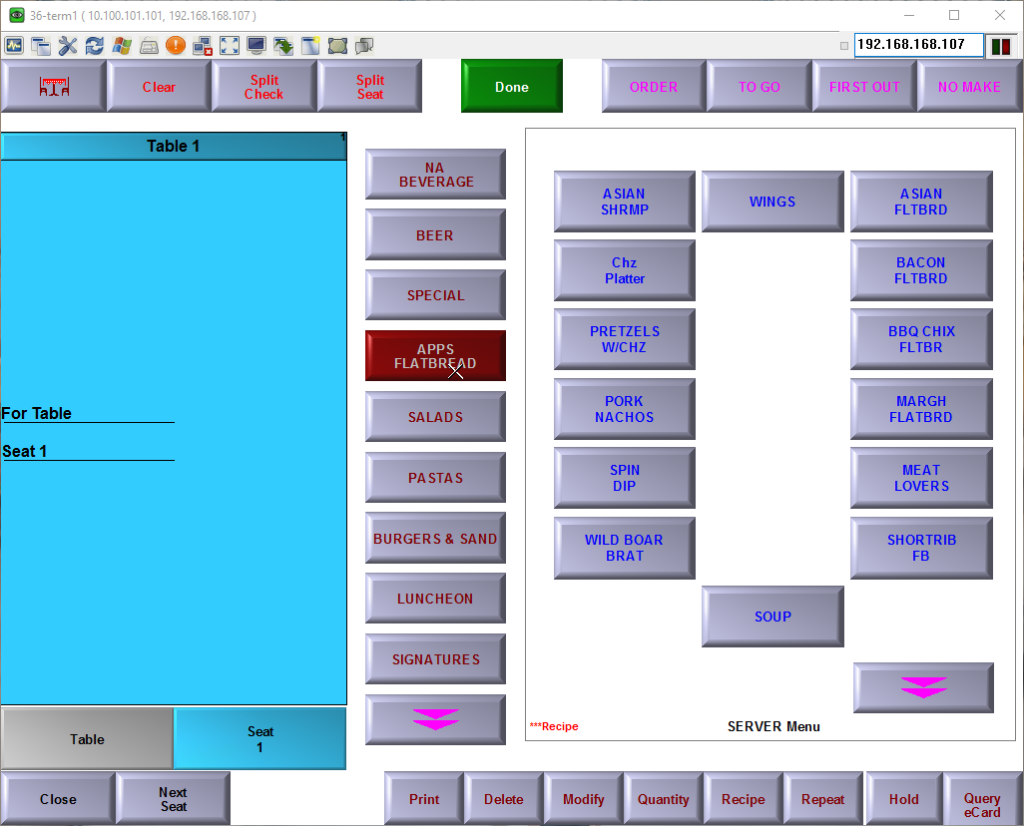 36-term1 ( 10.100.101.101, 192.168.168.107 )
192.168.168.107
Clear
Split
Check
Split
Seat
Done
ORDER
TO GO
FIRST OUT
NO MAKE
Table 1
1
For Table
Seat 1
Table
Seat
1
NA
BEVERAGE
BEER
SPECIAL
APPS
FLATBREAD
SALADS
PASTAS
BURGERS & SAND
LUNCHEON
SIGNATURES
ASIAN
SHRMP
WINGS
ASIAN
FLTBRD
Chz
Platter
BACON
FLTBRD
PRETZELS
W/CHZ
BBQ CHIX
FLTBR
PORK
NACHOS
MARGH
FLATBRD
SPIN
DIP
MEAT
LOVERS
WILD BOAR
BRAT
SHORTRIB
FB
SOUP
***Recipe
SERVER Menu
Close
Next
Seat
Print
Delete
Modify
Quantity
Recipe
Repeat
Hold
Query
eCard